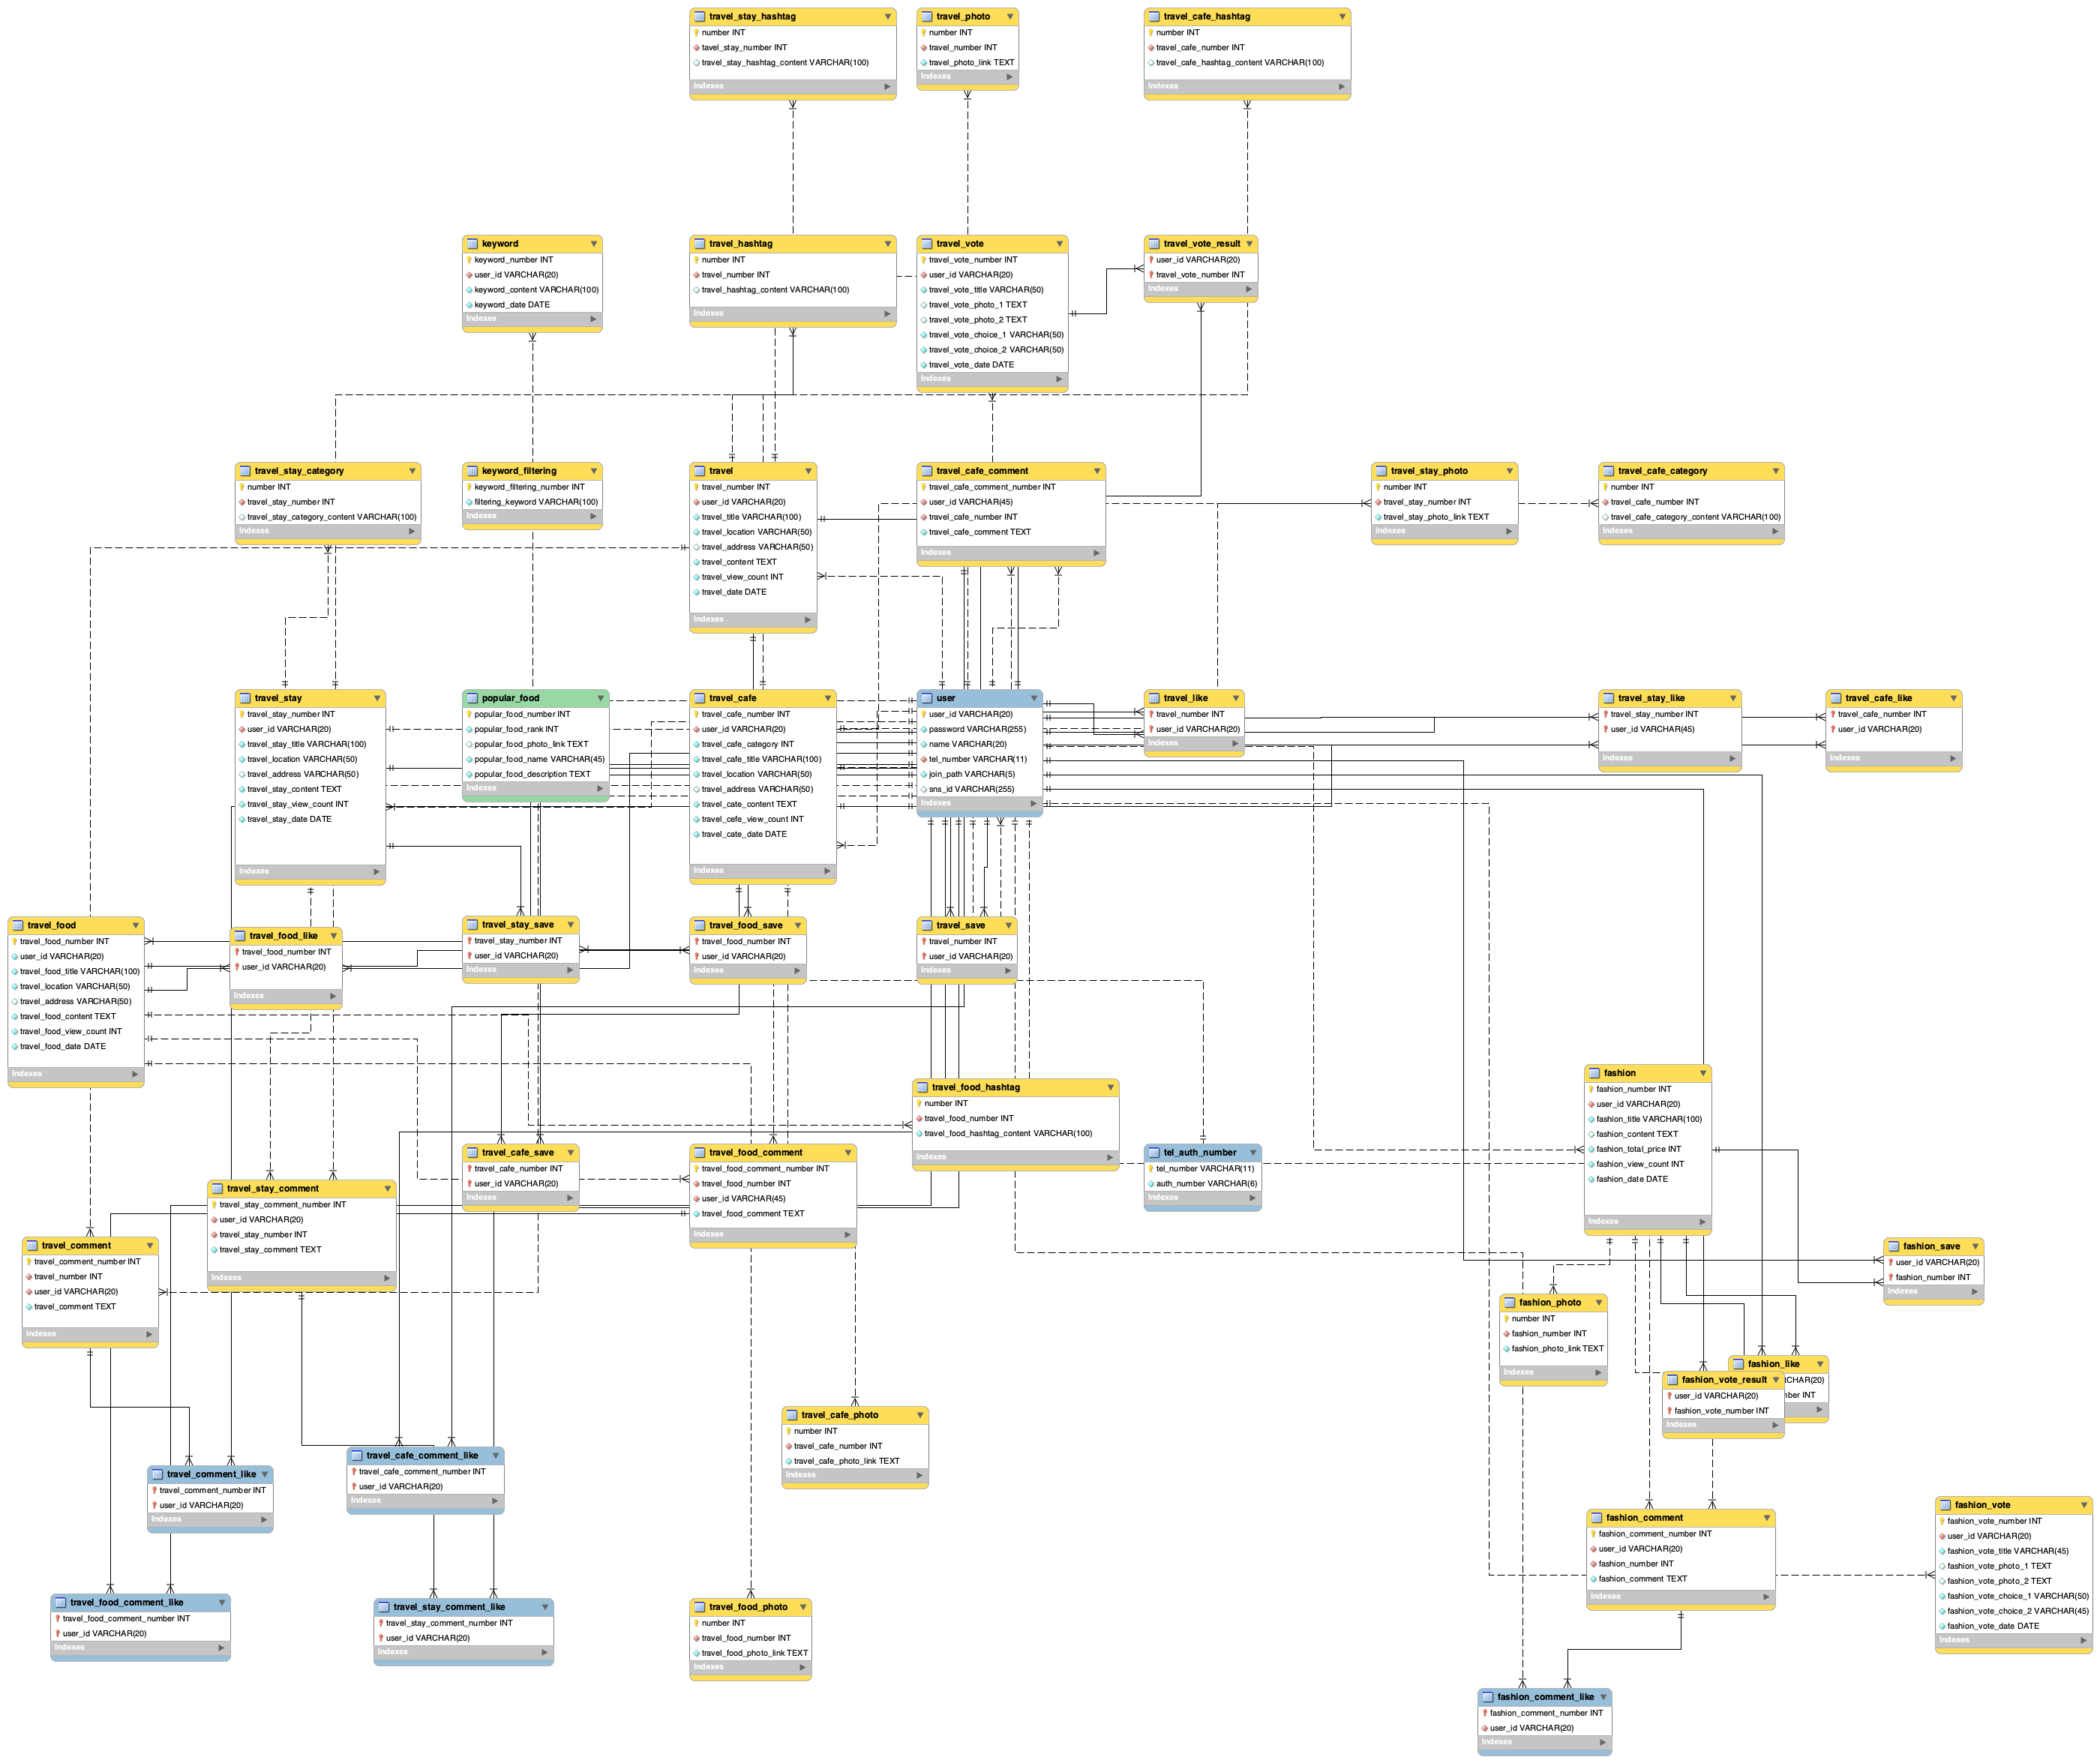 travel_stay_hashtag
number INT
tavel_stay_number INT
travel_stay_hashtag_content VARCHAR(100)
Indexes
travel_photo
number INT
travel_number INT
travel_photo_link TEXT
Indexes
travel_cafe_hashtag
number INT
travel_cafe_number INT
travel_cafe_hashtag_content VARCHAR(100)
Indexes
keyword
keyword_number INT
user_id VARCHAR(20)
keyword_content VARCHAR(100)
keyword_date DATE
Indexes
travel_hashtag
number INT
travel_number INT
travel_hashtag_content VARCHAR(100)
Indexes
travel_vote
travel_vote_number INT
user_id VARCHAR(20)
travel_vote_title VARCHAR(50)
travel_vote_photo_1 TEXT
travel_vote_photo_2 TEXT
travel_vote_choice_1 VARCHAR(50)
travel_vote_choice_2 VARCHAR(50)
travel_vote_date DATE
Indexes
travel_vote_result
user_id VARCHAR(20)
travel_vote_number INT
Indexes
travel_stay_category
number INT
travel_stay_number INT
travel_stay_category_content VARCHAR(100)
Indexes
keyword_filtering
keyword_filtering_number INT
filtering_keyword VARCHAR(100)
Indexes
travel
travel_number INT
user_id VARCHAR(20)
travel_title VARCHAR(100)
travel_location VARCHAR(50)
travel_address VARCHAR(50)
travel_content TEXT
travel_view_count INT
travel_date DATE
Indexes
travel_cafe_comment
travel_cafe_comment_number INT
user_id VARCHAR(45)
travel_cafe_number INT
travel_cafe_comment TEXT
Indexes
travel_stay_photo
number INT
travel_stay_number INT
travel_stay_photo_link TEXT
Indexes
travel_cafe_category
number INT
travel_cafe_number INT
travel_cafe_category_content VARCHAR(100)
Indexes
travel_stay
travel_stay_number INT
user_id VARCHAR(20)
travel_stay_title VARCHAR(100)
travel_location VARCHAR(50)
travel_address VARCHAR(50)
travel_stay_content TEXT
travel_stay_view_count INT
travel_stay_date DATE
Indexes
popular_food
popular_food_number INT
popular_food_rank INT
popular_food_photo_link TEXT
popular_food_name VARCHAR(45)
popular_food_description TEXT
Indexes
travel_cafe
travel_cafe_number INT
user_id VARCHAR(20)
travel_cafe_category INT
travel_cafe_title VARCHAR(100)
travel_location VARCHAR(50)
travel_address VARCHAR(50)
travel_cate_content TEXT
travel_cefe_view_count INT
travel_cate_date DATE
Indexes
user
user_id VARCHAR(20)
password VARCHAR(255)
name VARCHAR(20)
tel_number VARCHAR(11)
join_path VARCHAR(5)
sns_id VARCHAR(255)
Indexes
travel_like
travel_number INT
user_id VARCHAR(20)
Indexes
travel_stay_like
travel_stay_number INT
user_id VARCHAR(45)
Indexes
travel_cafe_like
travel_cafe_number INT
user_id VARCHAR(20)
Indexes
travel_food
travel_food_number INT
user_id VARCHAR(20)
travel_food_title VARCHAR(100)
travel_location VARCHAR(50)
travel_address VARCHAR(50)
travel_food_content TEXT
travel_food_view_count INT
travel_food_date DATE
Indexes
travel_food_like
travel_food_number INT
user_id VARCHAR(20)
Indexes
travel_stay_save
travel_stay_number INT
user_id VARCHAR(20)
Indexes
travel_food_save
travel_food_number INT
user_id VARCHAR(20)
Indexes
travel_save
travel_number INT
user_id VARCHAR(20)
Indexes
travel_food_hashtag
number INT
travel_food_number INT
travel_food_hashtag_content VARCHAR(100)
Indexes
fashion
fashion_number INT
user_id VARCHAR(20)
fashion_title VARCHAR(100)
fashion_content TEXT
fashion_total_price INT
fashion_view_count INT
fashion_date DATE
Indexes
travel_cafe_save
travel_cafe_number INT
user_id VARCHAR(20)
Indexes
travel_food_comment
travel_food_comment_number INT
travel_food_number INT
user_id VARCHAR(45)
travel_food_comment TEXT
Indexes
tel_auth_number
tel_number VARCHAR(11)
auth_number VARCHAR(6)
Indexes
travel_stay_comment
travel_stay_comment_number INT
user_id VARCHAR(20)
travel_stay_number INT
travel_stay_comment TEXT
Indexes
travel_comment
travel_comment_number INT
travel_number INT
user_id VARCHAR(20)
travel_comment TEXT
Indexes
fashion_save
user_id VARCHAR(20)
fashion_number INT
Indexes
fashion_photo
number INT
fashion_number INT
fashion_photo_link TEXT
Indexes
fashion_like
CHAR(20)
ber INT
fashion_vote_result
user_id VARCHAR(20)
fashion_vote_number INT
Indexes
travel_cafe_photo
number INT
travel_cafe_number INT
travel_cafe_photo_link TEXT
Indexes
travel_comment_like
travel_comment_number INT
user_id VARCHAR(20)
Indexes
travel_cafe_comment_like
travel_cafe_comment_number INT
user_id VARCHAR(20)
Indexes
fashion_comment
fashion_comment_number INT
user_id VARCHAR(20)
fashion_number INT
fashion_comment TEXT
Indexes
fashion_vote
fashion_vote_number INT
user_id VARCHAR(20)
fashion_vote_title VARCHAR(45)
fashion_vote_photo_1 TEXT
fashion_vote_photo_2 TEXT
fashion_vote_choice_1 VARCHAR(50)
fashion_vote_choice_2 VARCHAR(45)
fashion_vote_date DATE
Indexes
travel_food_comment_like
travel_food_comment_number INT
user_id VARCHAR(20)
Indexes
travel_stay_comment_like
travel_stay_comment_number INT
user_id VARCHAR(20)
Indexes
travel_food_photo
number INT
travel_food_number INT
travel_food_photo_link TEXT
Indexes
fashion_comment_like
fashion_comment_number INT
user_id VARCHAR(20)
Indexes